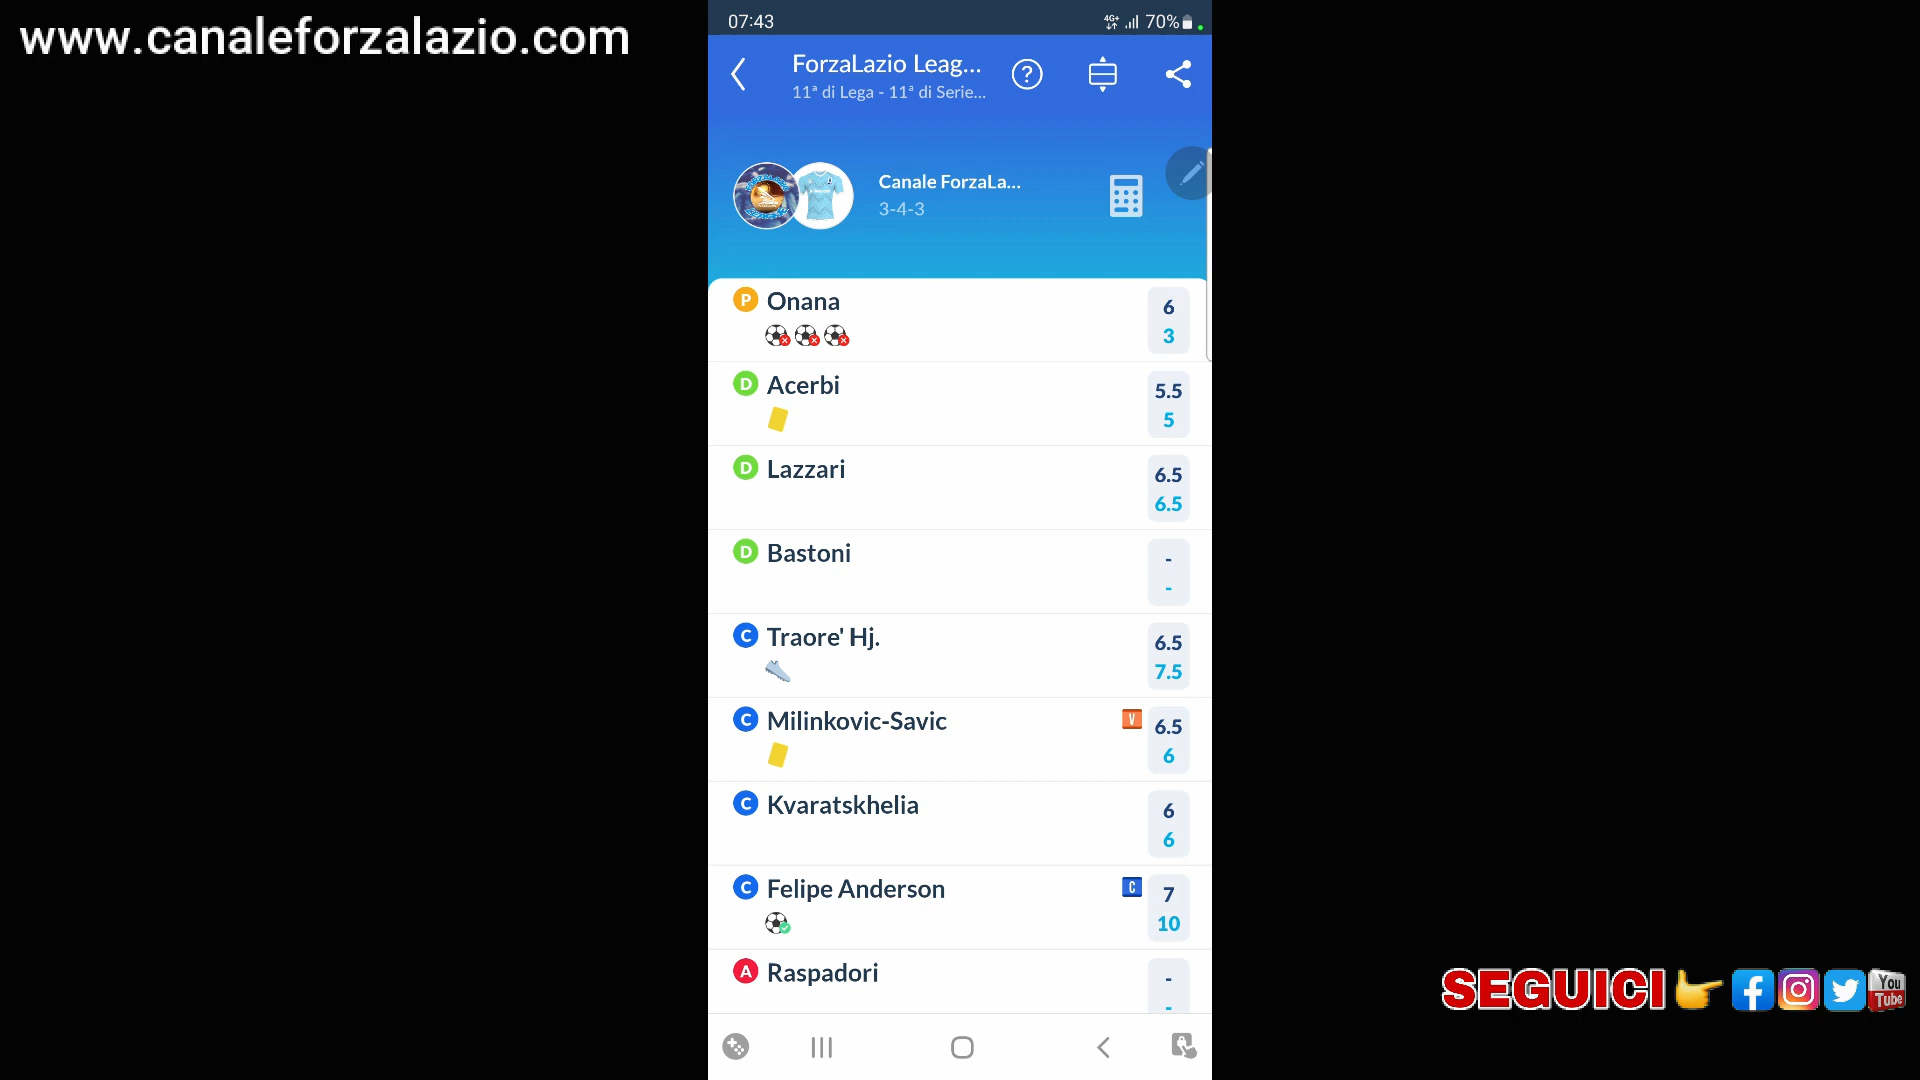 www.canaleforzalazio.com
07:43
4G+
70%
ForzaLazio Leag...
11ª di Lega - 11ª di Serie...
?
Canale ForzaLa...
3-4-3
P Onana
6
3
D Acerbi
5.5
5
D Lazzari
6.5
6.5
D Bastoni
-
-
C Traore' Hj.
6.5
7.5
C Milinkovic-Savic
V
6.5
6
C Kvaratskhelia
6
6
C Felipe Anderson
C
7
10
A Raspadori
-
-
SEGUICI
You
Tube